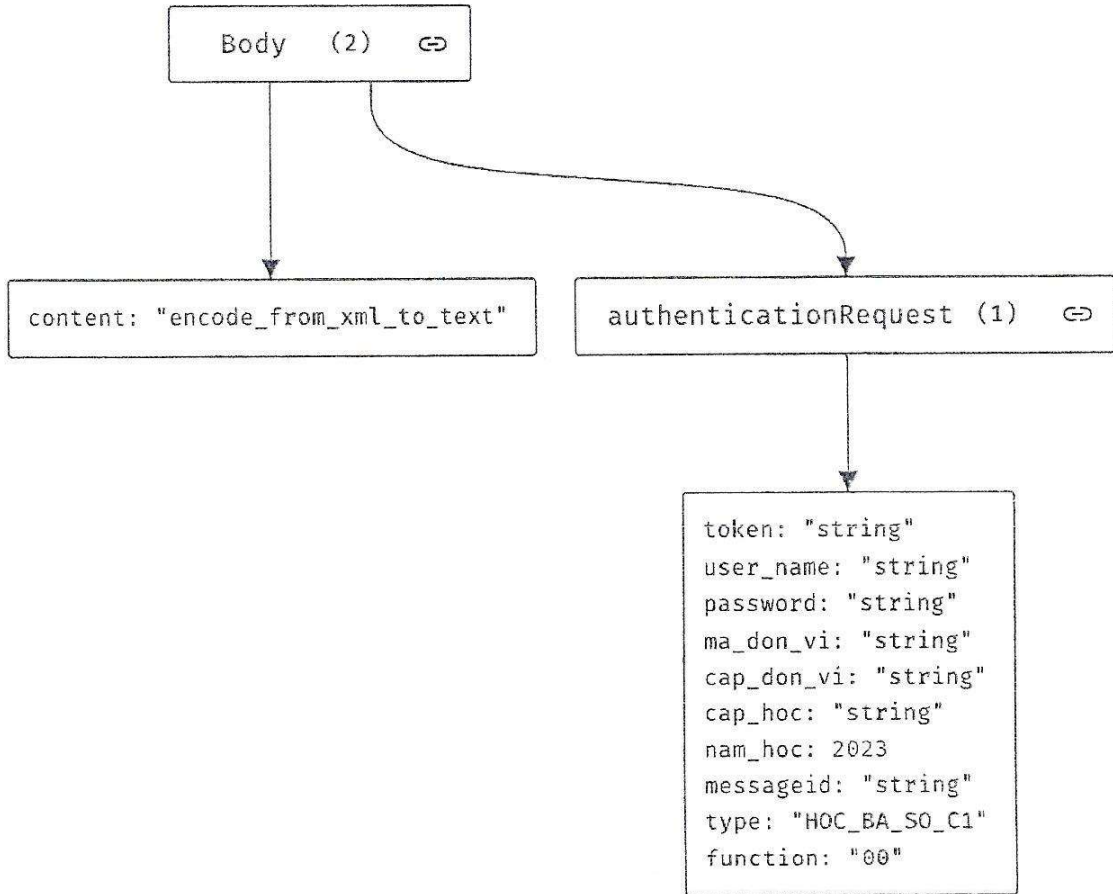 Body (2)
content: "encode_from_xml_to_text"
authenticationRequest (1)
token: "string"
user_name: "string"
password: "string"
ma_don_vi: "string"
cap_don_vi: "string"
cap_hoc: "string"
nam_hoc: 2023
messageid: "string"
type: "HOC_BA_SO_C1"
function: "00"